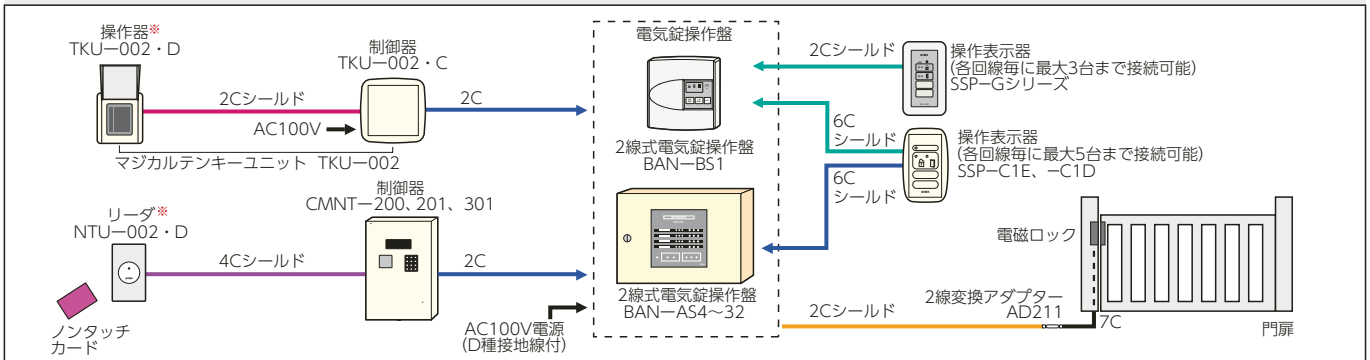 操作器※
TKU−002・D
2Cシールド
制御器
TKU−002・C
AC100V
マジカルテンキーユニット TKU−002
2C
リーダ※
NTU−002・D
4Cシールド
ノンタッチ
カード
制御器
CMNT−200、201、301
2C
AC100V電源
(D種接地線付)
電気錠操作盤
2線式電気錠操作盤
BAN−BS1
2線式電気錠操作盤
BAN−AS4〜32
2Cシールド
操作表示器
(各回線毎に最大3台まで接続可能)
SSP−Gシリーズ
6C
シールド
6C
シールド
操作表示器
(各回線毎に最大5台まで接続可能)
SSP−C1E、−C1D
電磁ロック
2Cシールド
2線変換アダプター
AD211
7C
門扉